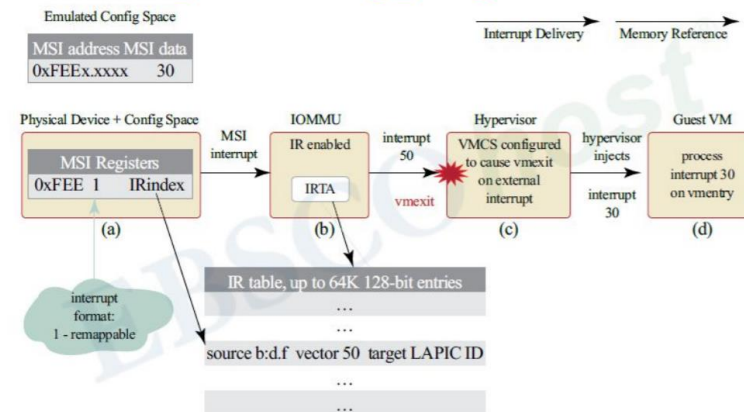 Emulated Config Space
MSI address MSI data
0xFEEx.xxxx 30
Interrupt Delivery
Memory Reference
Physical Device + Config Space
MSI Registers
0xFEE 1 IRindex
(a)
MSI
interrupt
IOMMU
IR enabled
IRTA
(b)
interrupt
50
vmexit
Hypervisor
VMCS configured
to cause vmexit
on external
interrupt
(c)
hypervisor
injects
interrupt
30
Guest VM
process
interrupt 30
on vmentry
(d)
interrupt
format:
1 - remappable
IR table, up to 64K 128-bit entries
...
...
source b:d.f vector 50 target LAPIC ID
...
...
EBSCOhost